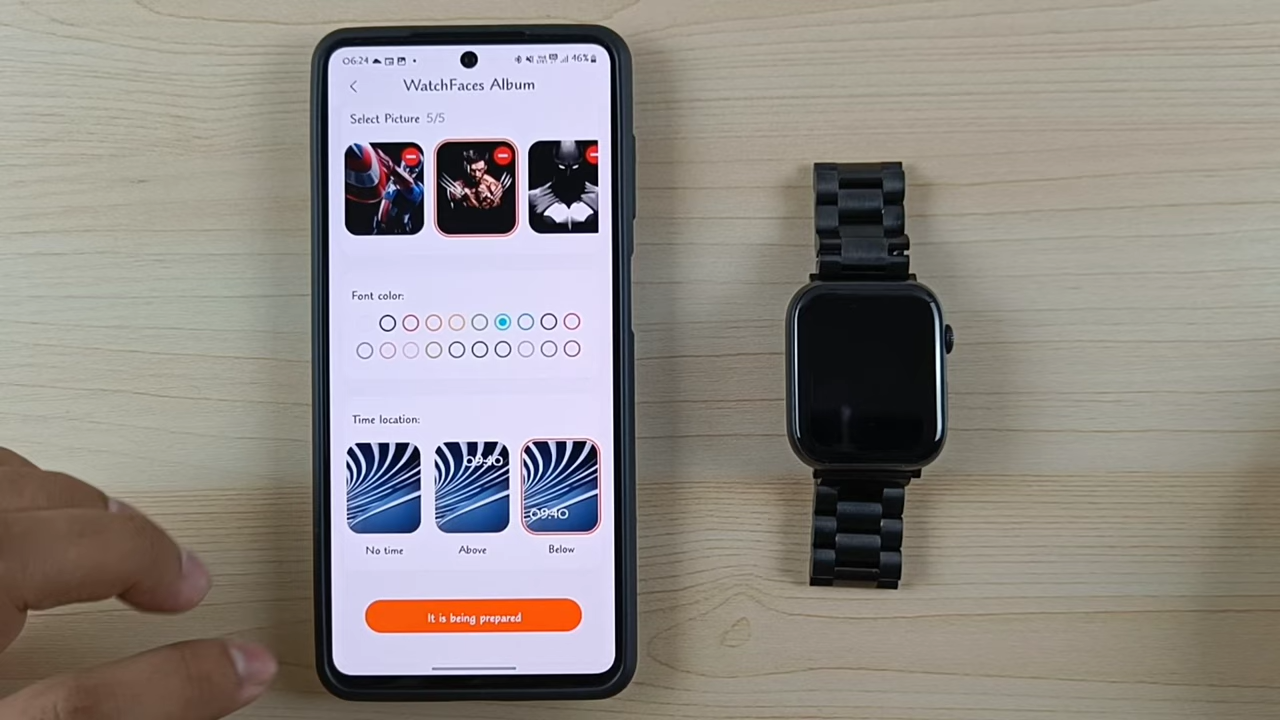 06:24 46%
WatchFaces Album
Select Picture 5/5
Font color:
Time location:
09:40
09:40
No time Above Below
It is being prepared